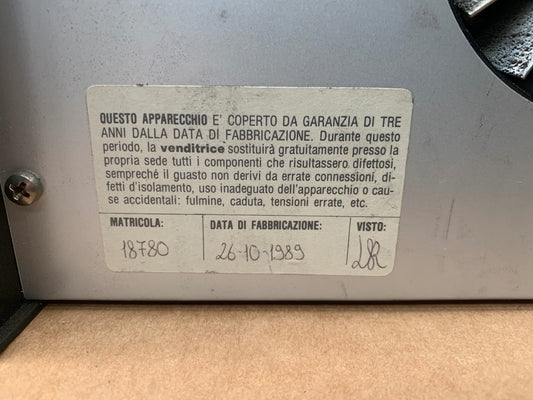 QUESTO APPARECCHIO E' COPERTO DA GARANZIA DI TRE
ANNI DALLA DATA DI FABBRICAZIONE. Durante questo
periodo, la venditrice sostituirà gratuitamente presso la
propria sede tutti i componenti che risultassero difettosi,
sempreché il guasto non derivi da errate connessioni, di-
fetti d'isolamento, uso inadeguato dell'apparecchio o cau-
se accidentali: fulmine, caduta, tensioni errate, etc.
MATRICOLA: DATA DI FABBRICAZIONE: VISTO:
18780 26-10-1989